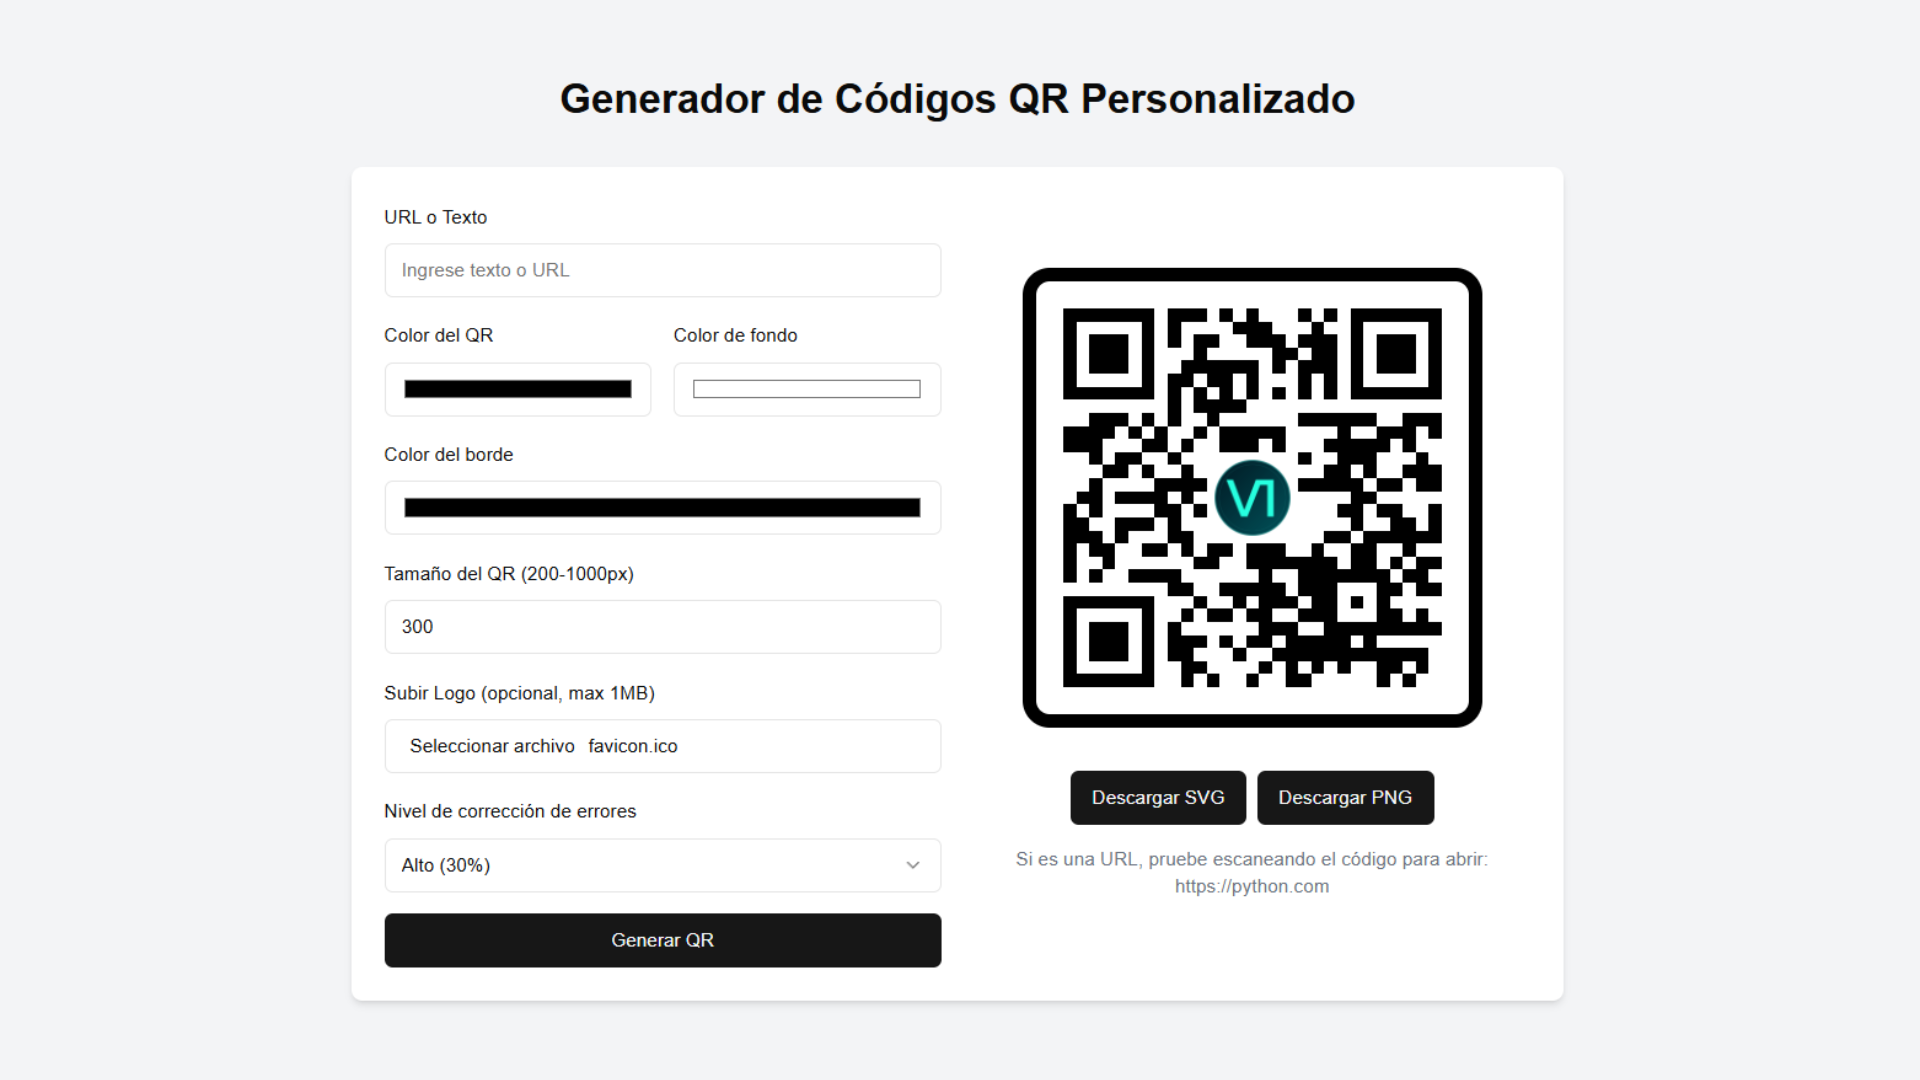 Generador de Códigos QR Personalizado
URL o Texto
Ingrese texto o URL
Color del QR
Color de fondo
Color del borde
Tamaño del QR (200-1000px)
300
Subir Logo (opcional, max 1MB)
Seleccionar archivo favicon.ico
Nivel de corrección de errores
Alto (30%)
Generar QR
V1
Descargar SVG
Descargar PNG
Si es una URL, pruebe escaneando el código para abrir:
https://python.com